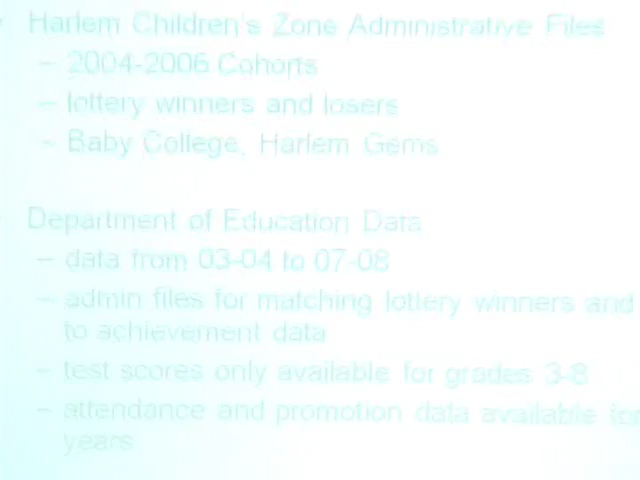 Harlem Children's Zone Administrative Files
– 2004-2006 Cohorts
– lottery winners and losers
– Baby College, Harlem Gems
Department of Education Data
– data from 03-04 to 07-08
– admin files for matching lottery winners and
to achievement data
– test scores only available for grades 3-8
– attendance and promotion data available for
years